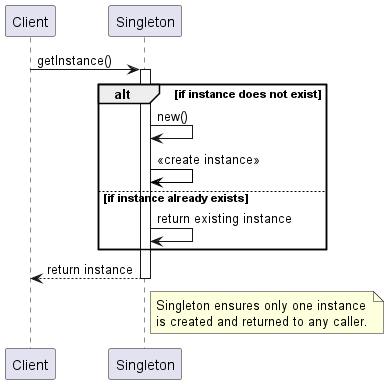 Client
Singleton
getInstance()
alt
[if instance does not exist]
new()
«create instance»
[if instance already exists]
return existing instance
return instance
Singleton ensures only one instance
is created and returned to any caller.
Client
Singleton